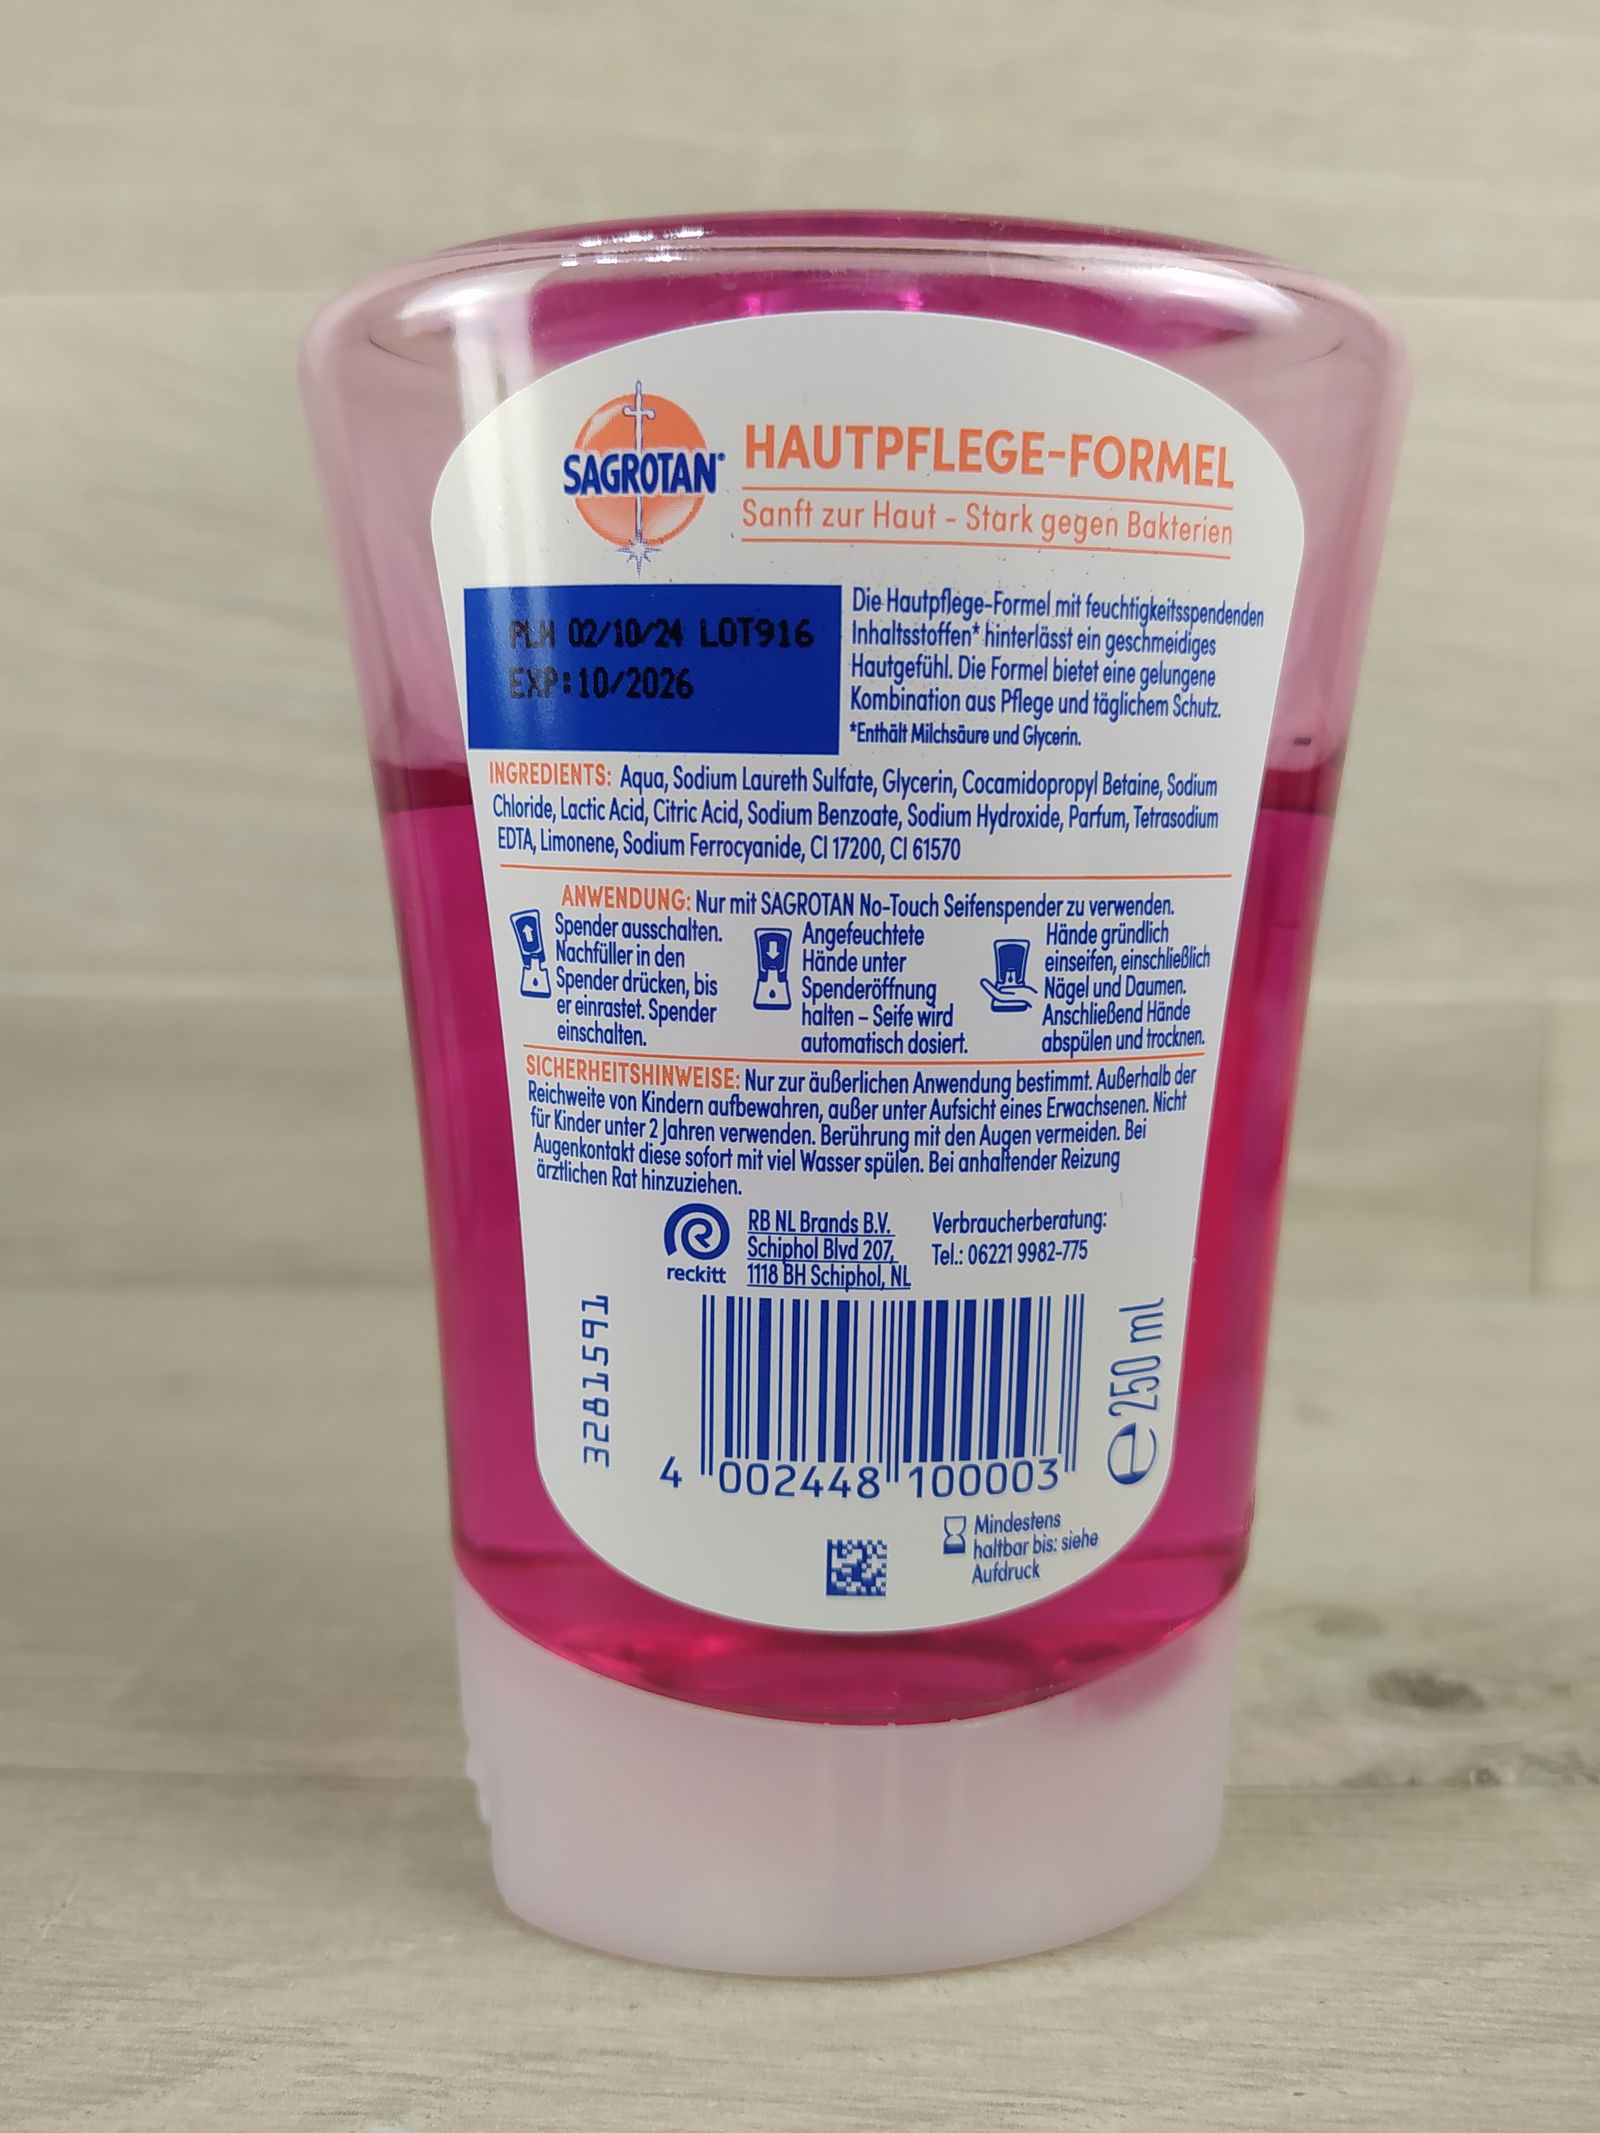 SAGROTAN®
HAUTPFLEGE-FORMEL
Sanft zur Haut - Stark gegen Bakterien
PLH 02/10/24 LOT916
EXP:10/2026
Die Hautpflege-Formel mit feuchtigkeitsspendenden
Inhaltsstoffen* hinterlässt ein geschmeidiges
Hautgefühl. Die Formel bietet eine gelungene
Kombination aus Pflege und täglichem Schutz.
*Enthält Milchsäure und Glycerin.
INGREDIENTS: Aqua, Sodium Laureth Sulfate, Glycerin, Cocamidopropyl Betaine, Sodium
Chloride, Lactic Acid, Citric Acid, Sodium Benzoate, Sodium Hydroxide, Parfum, Tetrasodium
EDTA, Limonene, Sodium Ferrocyanide, CI 17200, CI 61570
ANWENDUNG: Nur mit SAGROTAN No-Touch Seifenspender zu verwenden.
Spender ausschalten.
Nachfüller in den
Spender drücken, bis
er einrastet. Spender
einschalten.
Angefeuchtete
Hände unter
Spenderöffnung
halten – Seife wird
automatisch dosiert.
Hände gründlich
einseifen, einschließlich
Nägel und Daumen.
Anschließend Hände
abspülen und trocknen.
SICHERHEITSHINWEISE: Nur zur äußerlichen Anwendung bestimmt. Außerhalb der
Reichweite von Kindern aufbewahren, außer unter Aufsicht eines Erwachsenen. Nicht
für Kinder unter 2 Jahren verwenden. Berührung mit den Augen vermeiden. Bei
Augenkontakt diese sofort mit viel Wasser spülen. Bei anhaltender Reizung
ärztlichen Rat hinzuziehen.
reckitt
RB NL Brands B.V.
Schiphol Blvd 207,
1118 BH Schiphol, NL
Verbraucherberatung:
Tel.: 06221 9982-775
3281591
4 002448 100003
℮ 250 ml
Mindestens
haltbar bis: siehe
Aufdruck